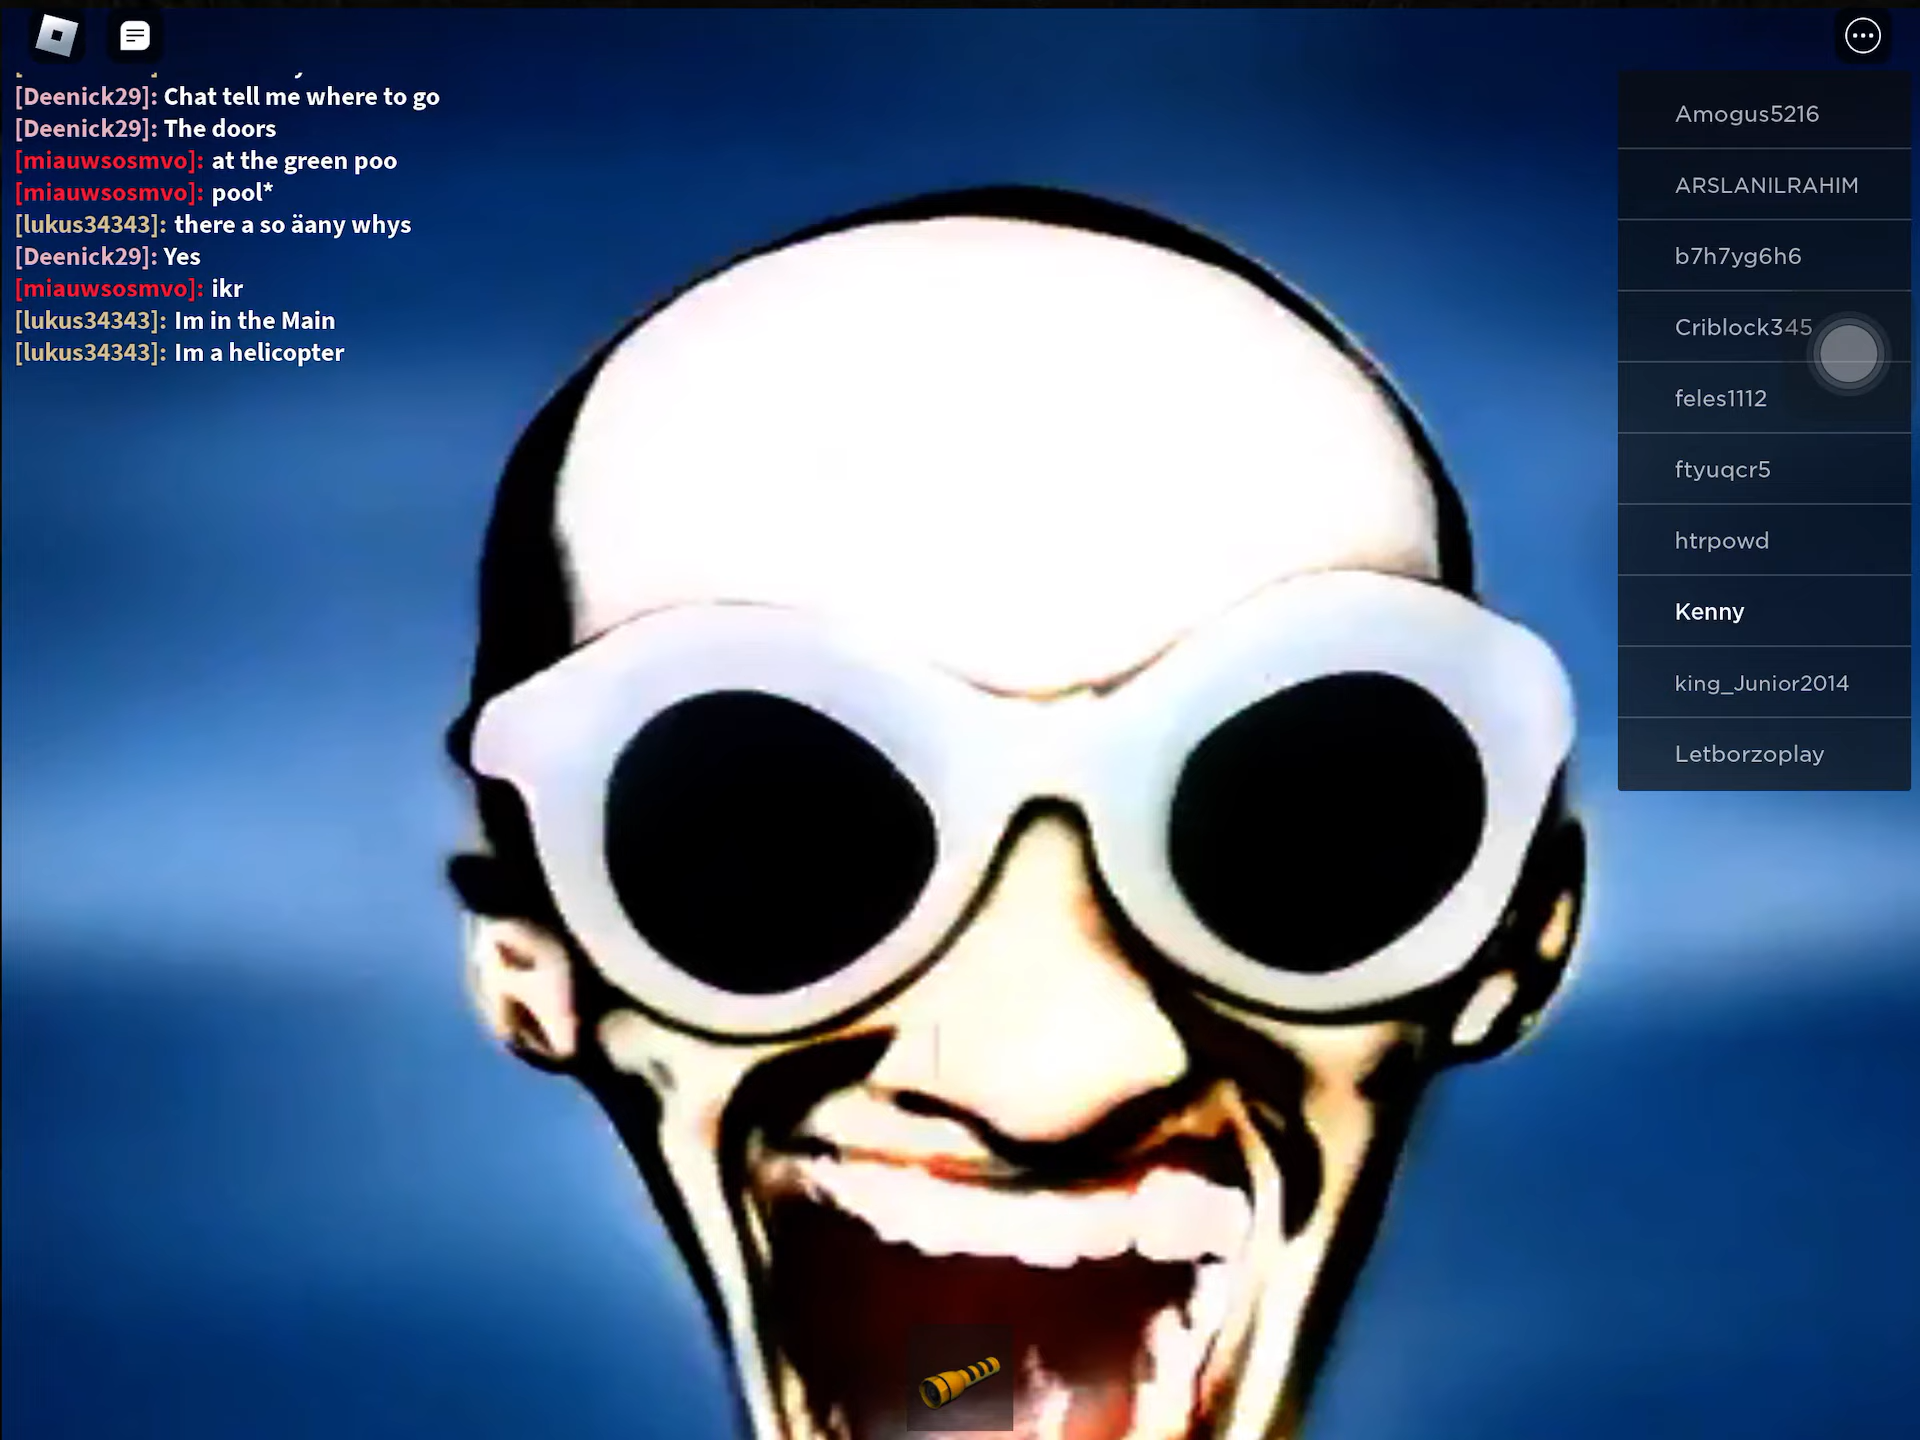 [Deenick29]: Chat tell me where to go
[Deenick29]: The doors
[miauwsosmvo]: at the green poo
[miauwsosmvo]: pool*
[lukus34343]: there a so äany whys
[Deenick29]: Yes
[miauwsosmvo]: ikr
[lukus34343]: Im in the Main
[lukus34343]: Im a helicopter
Amogus5216
ARSLANILRAHIM
b7h7yg6h6
Criblock345
feles1112
ftyuqcr5
htrpowd
Kenny
king_Junior2014
Letborzoplay